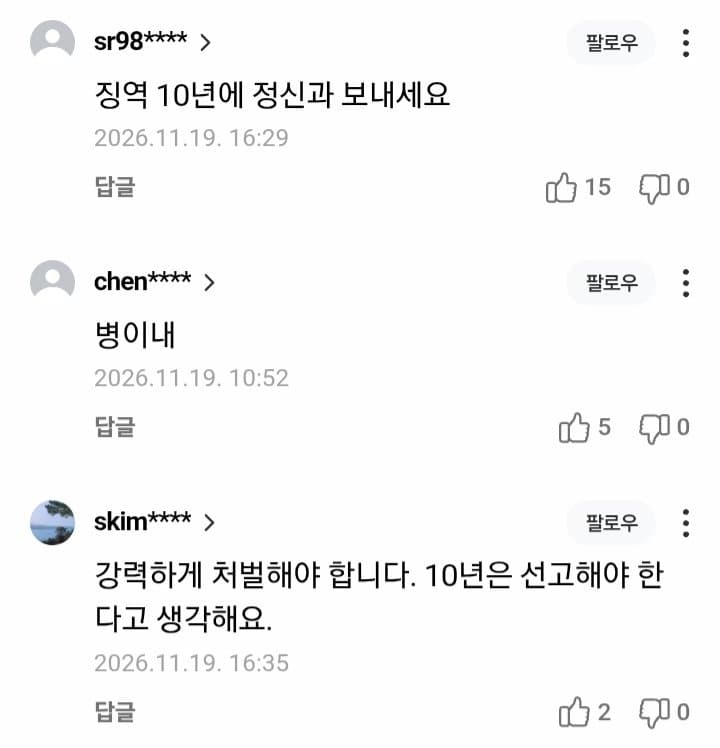 sr98**** >
팔로우
징역 10년에 정신과 보내세요
2026.11.19. 16:29
답글
15
0
chen**** >
팔로우
병이내
2026.11.19. 10:52
답글
5
0
skim**** >
팔로우
강력하게 처벌해야 합니다. 10년은 선고해야 한
다고 생각해요.
2026.11.19. 16:35
답글
2
0